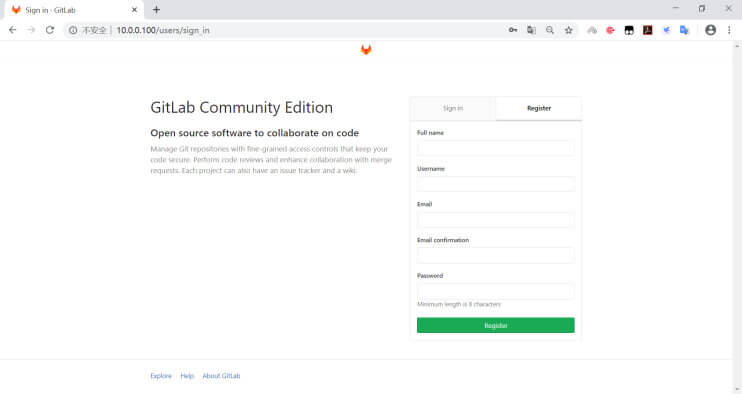 Sign in · GitLab
不安全 | 10.0.0.100/users/sign_in
GitLab Community Edition
Open source software to collaborate on code
Manage Git repositories with fine-grained access controls that keep your
code secure. Perform code reviews and enhance collaboration with merge
requests. Each project can also have an issue tracker and a wiki.
Sign in
Register
Full name
Username
Email
Email confirmation
Password
Minimum length is 8 characters
Register
Explore
Help
About GitLab